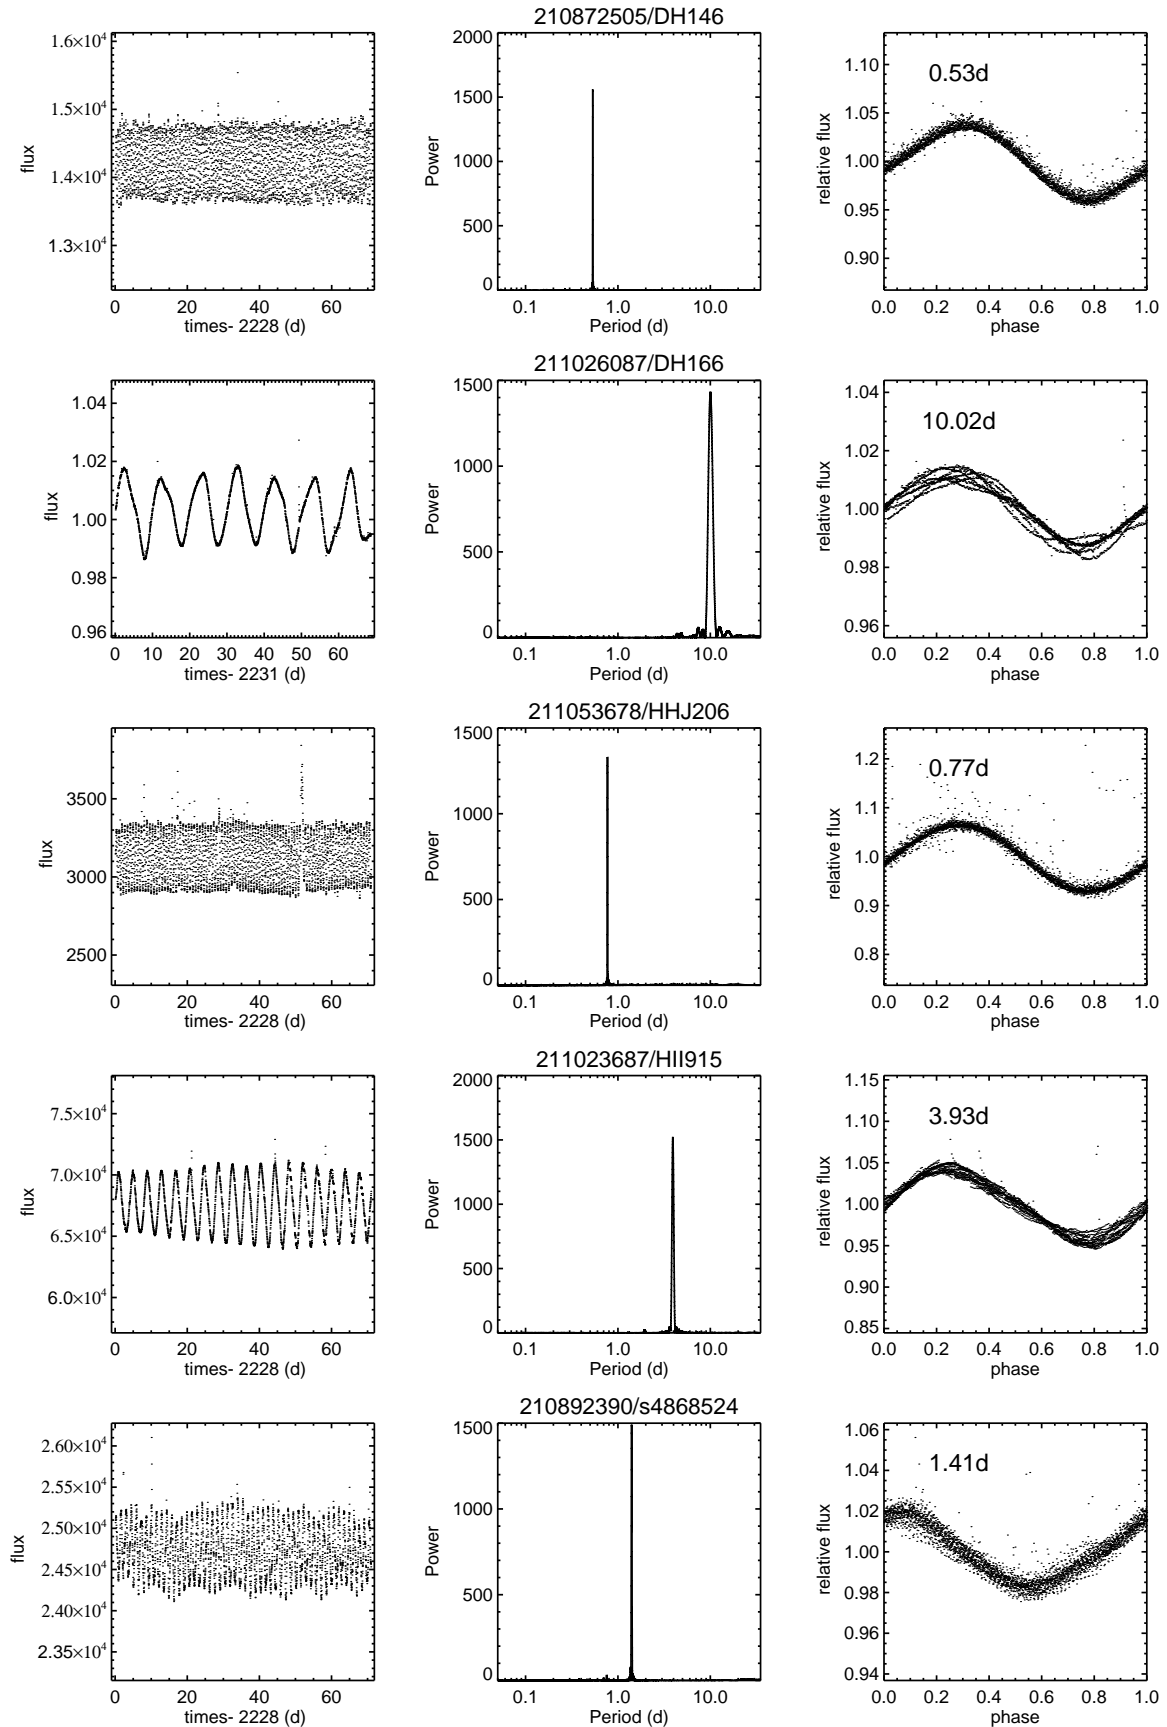 210872505/DH146
1.6×10⁴
1.5×10⁴
1.4×10⁴
1.3×10⁴
flux
0 20 40 60
times- 2228 (d)
2000
1500
1000
500
0
Power
0.1 1.0 10.0
Period (d)
0.53d
1.10
1.05
1.00
0.95
0.90
relative flux
0.0 0.2 0.4 0.6 0.8 1.0
phase
211026087/DH166
1.04
1.02
1.00
0.98
0.96
flux
0 10 20 30 40 50 60
times- 2231 (d)
1500
1000
500
0
Power
0.1 1.0 10.0
Period (d)
10.02d
1.04
1.02
1.00
0.98
0.96
relative flux
0.0 0.2 0.4 0.6 0.8 1.0
phase
211053678/HHJ206
3500
3000
2500
flux
0 20 40 60
times- 2228 (d)
1500
1000
500
0
Power
0.1 1.0 10.0
Period (d)
0.77d
1.2
1.1
1.0
0.9
0.8
relative flux
0.0 0.2 0.4 0.6 0.8 1.0
phase
211023687/HII915
7.5×10⁴
7.0×10⁴
6.5×10⁴
6.0×10⁴
flux
0 20 40 60
times- 2228 (d)
2000
1500
1000
500
0
Power
0.1 1.0 10.0
Period (d)
3.93d
1.15
1.10
1.05
1.00
0.95
0.90
0.85
relative flux
0.0 0.2 0.4 0.6 0.8 1.0
phase
210892390/s4868524
2.60×10⁴
2.55×10⁴
2.50×10⁴
2.45×10⁴
2.40×10⁴
2.35×10⁴
flux
0 20 40 60
times- 2228 (d)
1500
1000
500
0
Power
0.1 1.0 10.0
Period (d)
1.41d
1.06
1.04
1.02
1.00
0.98
0.96
0.94
relative flux
0.0 0.2 0.4 0.6 0.8 1.0
phase